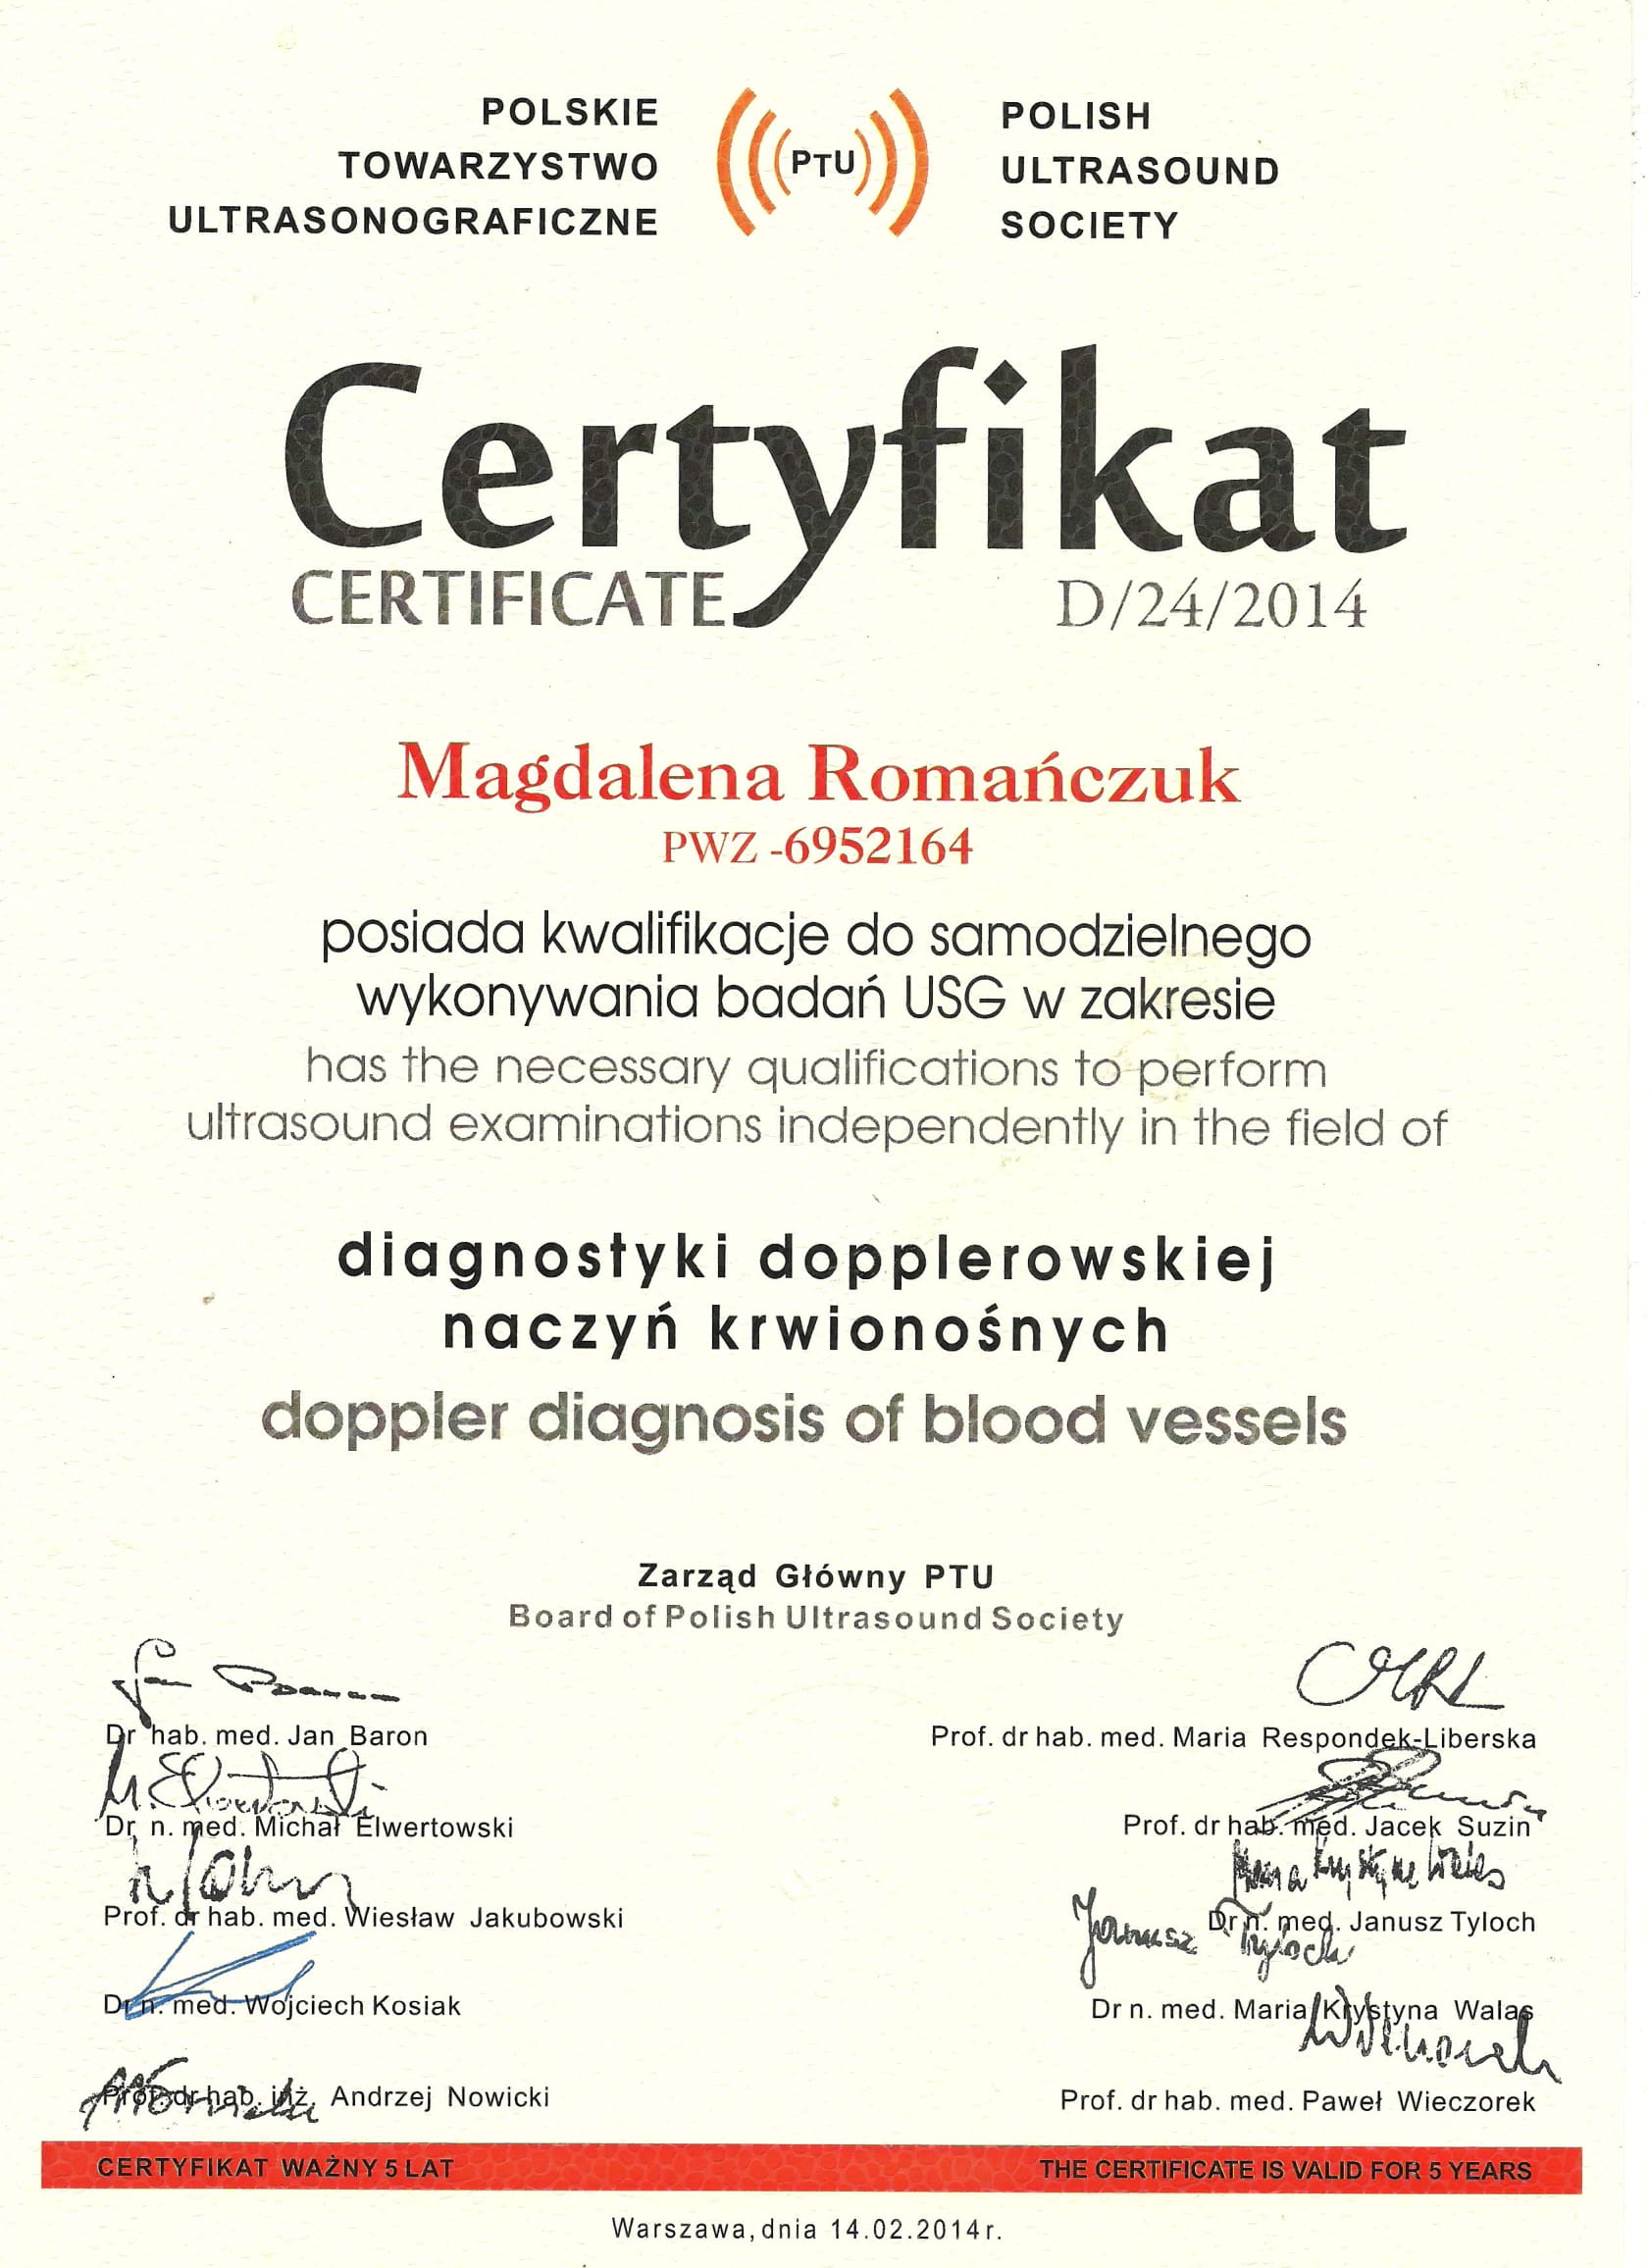 POLSKIE
TOWARZYSTWO
ULTRASONOGRAFICZNE
PTU
POLISH
ULTRASOUND
SOCIETY
Certyfikat
CERTIFICATE
D/24/2014
Magdalena Romańczuk
PWZ -6952164
posiada kwalifikacje do samodzielnego
wykonywania badań USG w zakresie
has the necessary qualifications to perform
ultrasound examinations independently in the field of
diagnostyki dopplerowskiej
naczyń krwionośnych
doppler diagnosis of blood vessels
Zarząd Główny PTU
Board of Polish Ultrasound Society
Dr hab. med. Jan Baron
Prof. dr hab. med. Maria Respondek-Liberska
Dr n. med. Michał Elwertowski
Prof. dr hab. med. Jacek Suzin
Prof. dr hab. med. Wiesław Jakubowski
Janusz Tyloch
Dr n. med. Janusz Tyloch
Dr n. med. Wojciech Kosiak
Dr n. med. Maria Krystyna Walas
Prof. dr hab. inż. Andrzej Nowicki
Prof. dr hab. med. Paweł Wieczorek
CERTYFIKAT WAŻNY 5 LAT
THE CERTIFICATE IS VALID FOR 5 YEARS
Warszawa, dnia 14.02.2014r.